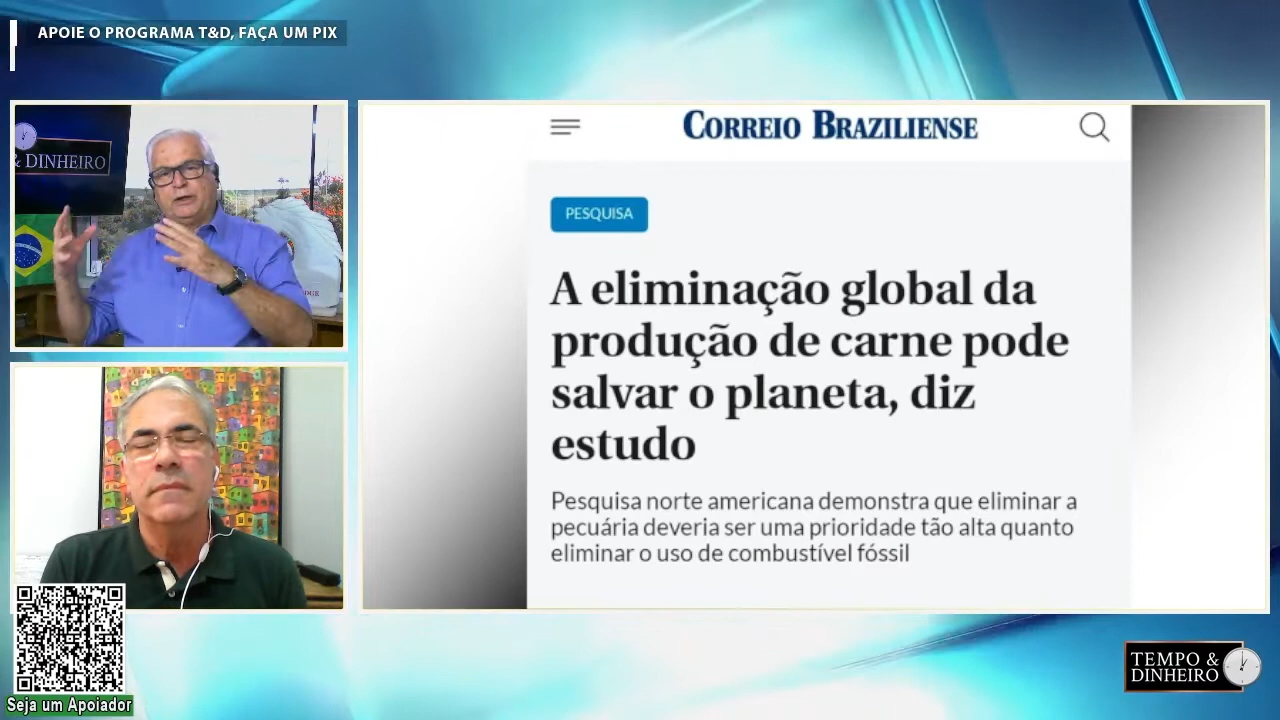 APOIE O PROGRAMA T&D, FAÇA UM PIX
& DINHEIRO
CORREIO BRAZILIENSE
PESQUISA
A eliminação global da
produção de carne pode
salvar o planeta, diz
estudo
Pesquisa norte americana demonstra que eliminar a
pecuária deveria ser uma prioridade tão alta quanto
eliminar o uso de combustível fóssil
Seja um Apoiador
TEMPO &
DINHEIRO